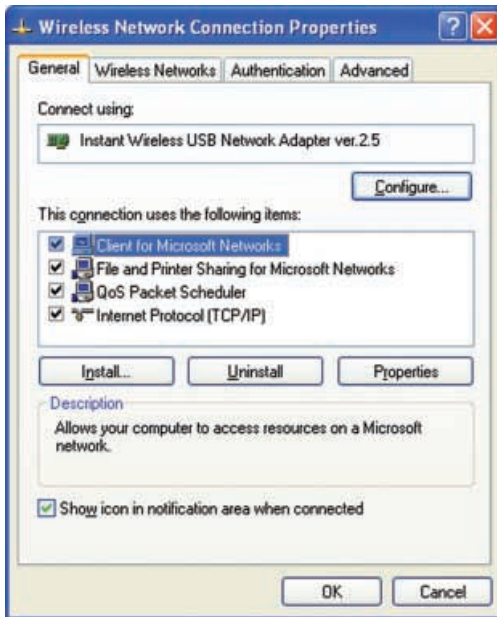 Wireless Network Connection Properties
General Wireless Networks Authentication Advanced
Connect using:
Instant Wireless USB Network Adapter ver.2.5
Configure...
This connection uses the following items:
Client for Microsoft Networks
File and Printer Sharing for Microsoft Networks
QoS Packet Scheduler
Internet Protocol (TCP/IP)
Install... Uninstall Properties
Description
Allows your computer to access resources on a Microsoft
network.
Show icon in notification area when connected
OK Cancel